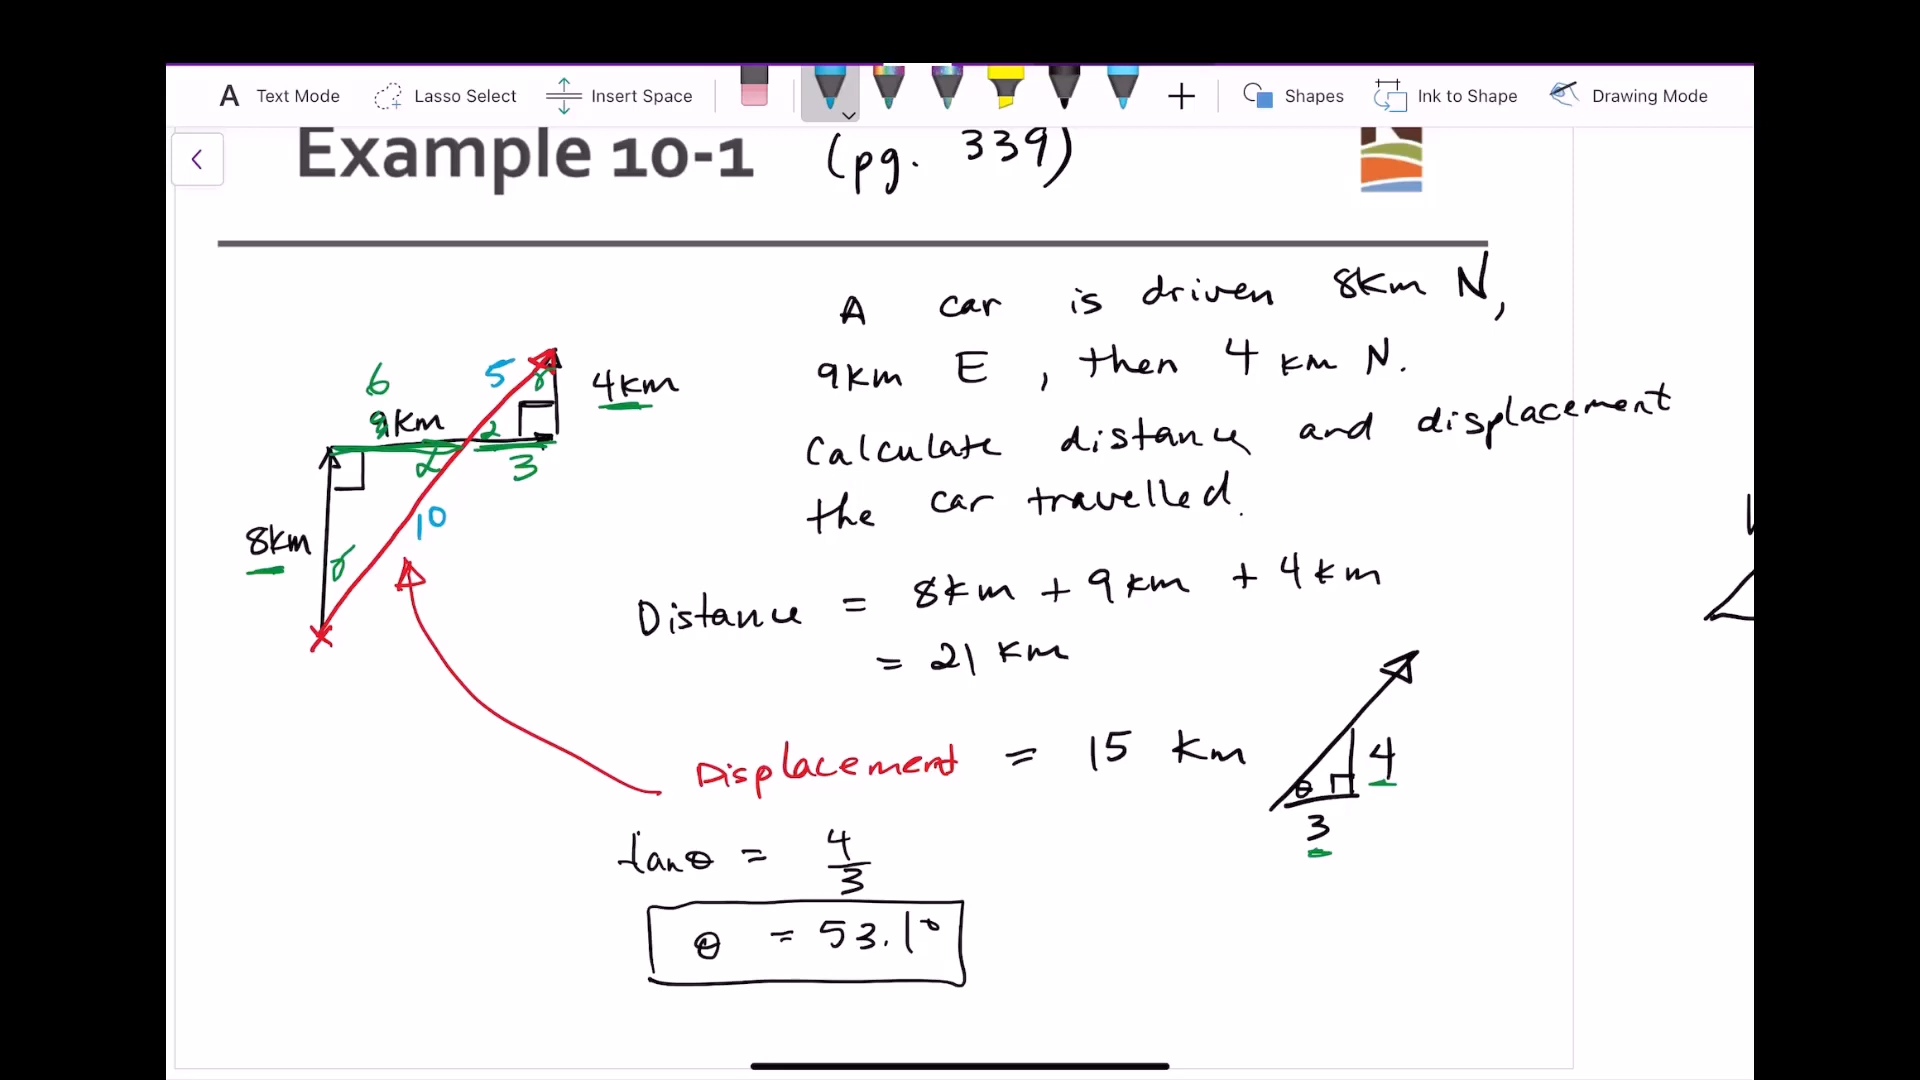 A Text Mode Lasso Select Insert Space Shapes Ink to Shape Drawing Mode
Example 10-1 (pg. 339)
A car is driven 8km N,
9km E, then 4 km N.
Calculate distance and displacement
the car travelled.
6
5
γ
4km
9km
2
α
3
10
8km
γ
Distance = 8km + 9km + 4km
= 21 km
Displacement = 15 km
4
θ
3
tanθ = 4/3
θ = 53.1°